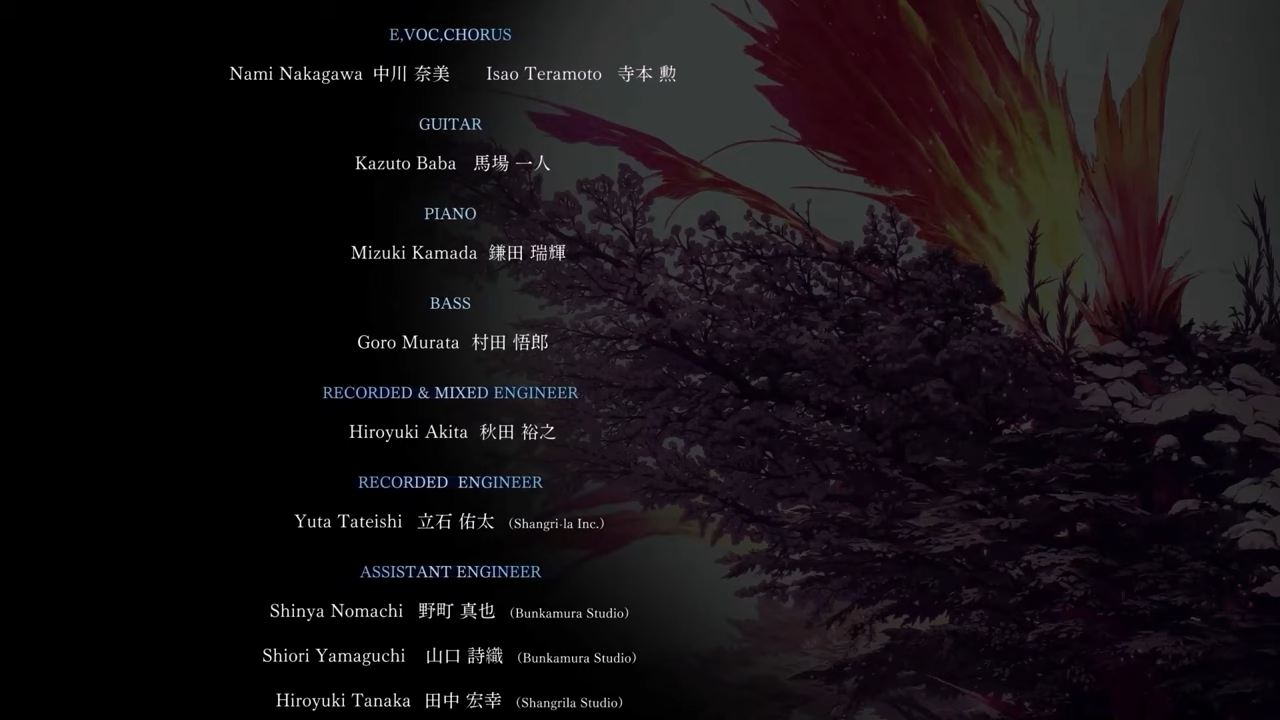 E,VOC,CHORUS
Nami Nakagawa 中川 奈美 Isao Teramoto 寺本 勲
GUITAR
Kazuto Baba 馬場 一人
PIANO
Mizuki Kamada 鎌田 瑞輝
BASS
Goro Murata 村田 悟郎
RECORDED & MIXED ENGINEER
Hiroyuki Akita 秋田 裕之
RECORDED ENGINEER
Yuta Tateishi 立石 佑太 (Shangri-la Inc.)
ASSISTANT ENGINEER
Shinya Nomachi 野町 真也 (Bunkamura Studio)
Shiori Yamaguchi 山口 詩織 (Bunkamura Studio)
Hiroyuki Tanaka 田中 宏幸 (Shangrila Studio)